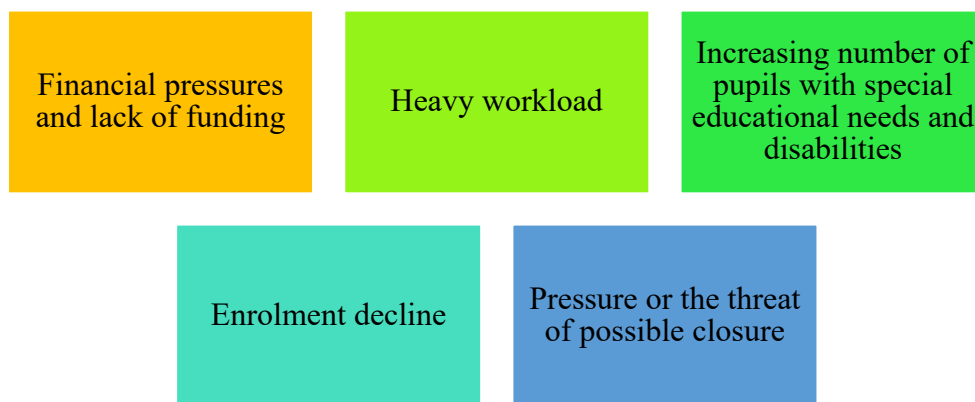 Financial pressures
and lack of funding
Heavy workload
Increasing number of
pupils with special
educational needs and
disabilities
Enrolment decline
Pressure or the threat
of possible closure